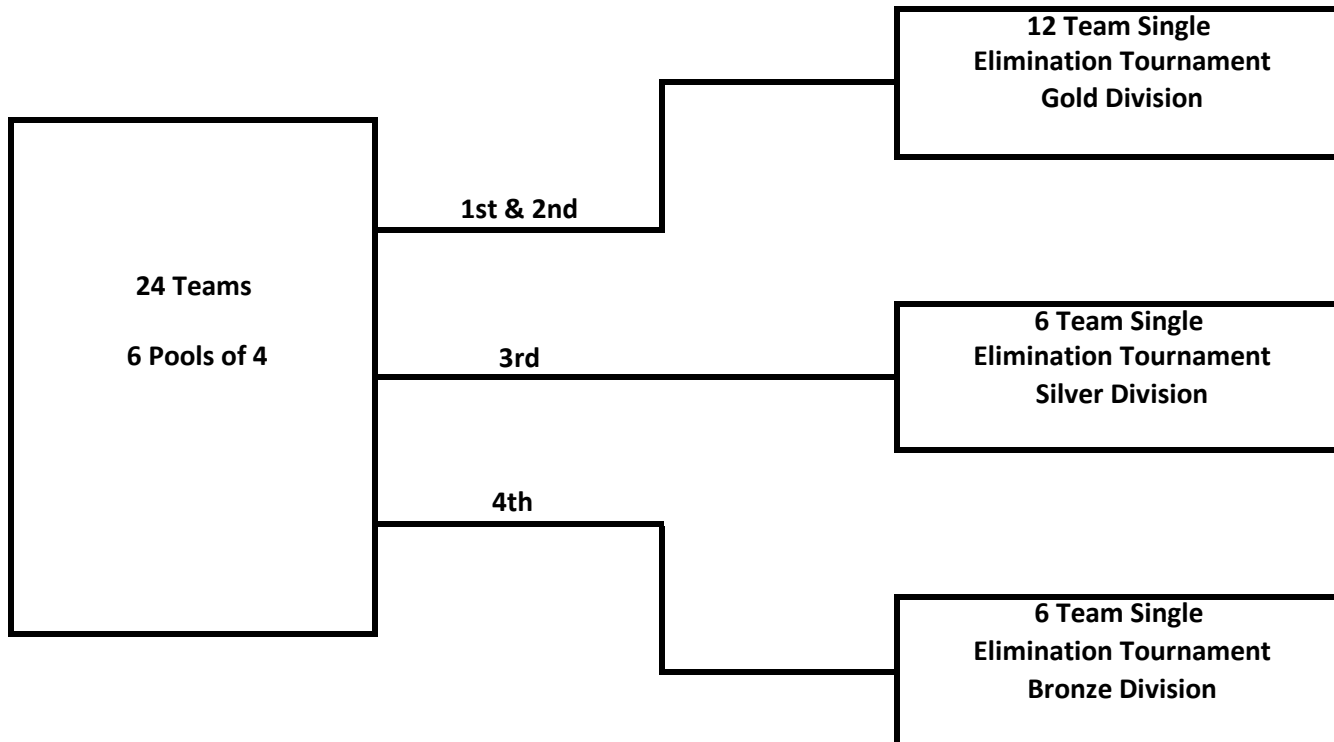 12 Team Single
Elimination Tournament
Gold Division
1st & 2nd
24 Teams
6 Pools of 4
3rd
6 Team Single
Elimination Tournament
Silver Division
4th
6 Team Single
Elimination Tournament
Bronze Division